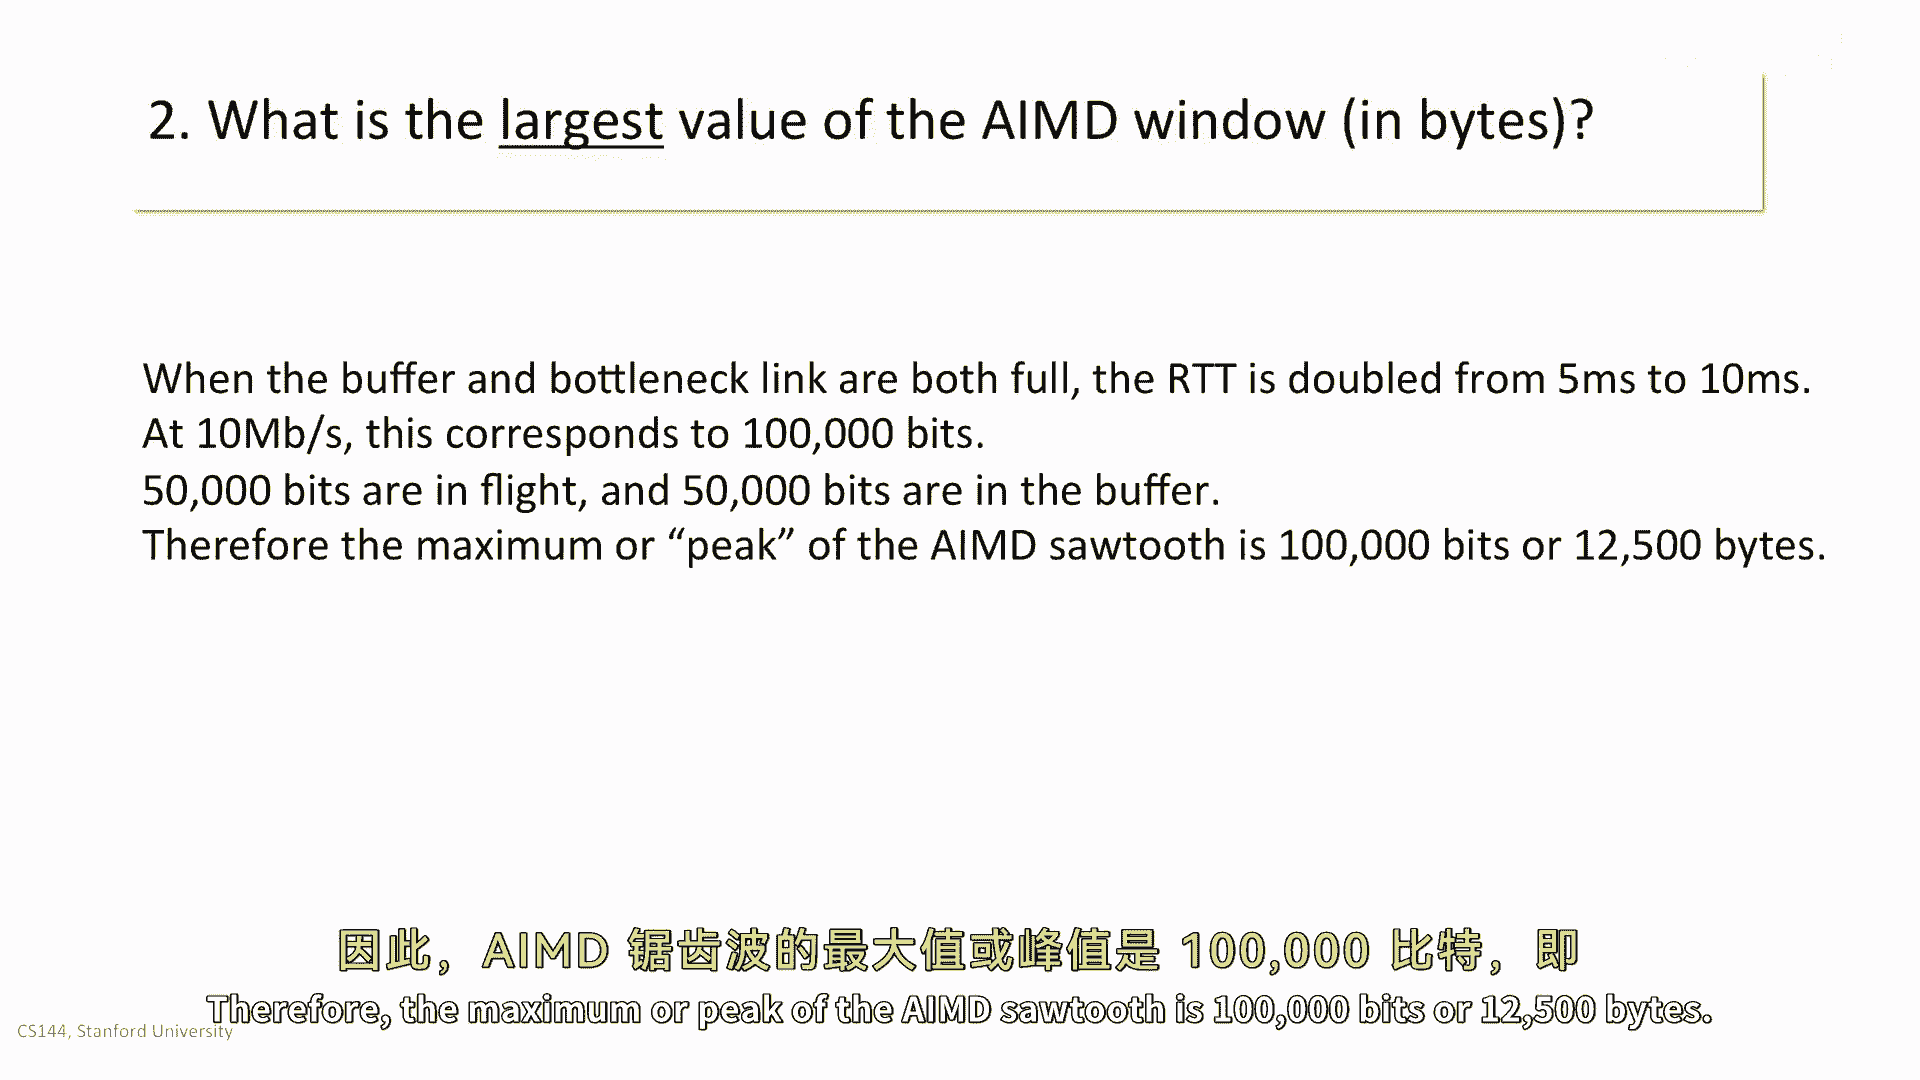 2. What is the largest value of the AIMD window (in bytes)?
When the buffer and bottleneck link are both full, the RTT is doubled from 5ms to 10ms.
At 10Mb/s, this corresponds to 100,000 bits.
50,000 bits are in flight, and 50,000 bits are in the buffer.
Therefore the maximum or “peak” of the AIMD sawtooth is 100,000 bits or 12,500 bytes.
因此，AIMD 锯齿波的最大值或峰值是 100,000 比特，即
Therefore, the maximum or peak of the AIMD sawtooth is 100,000 bits or 12,500 bytes.
CS144, Stanford University